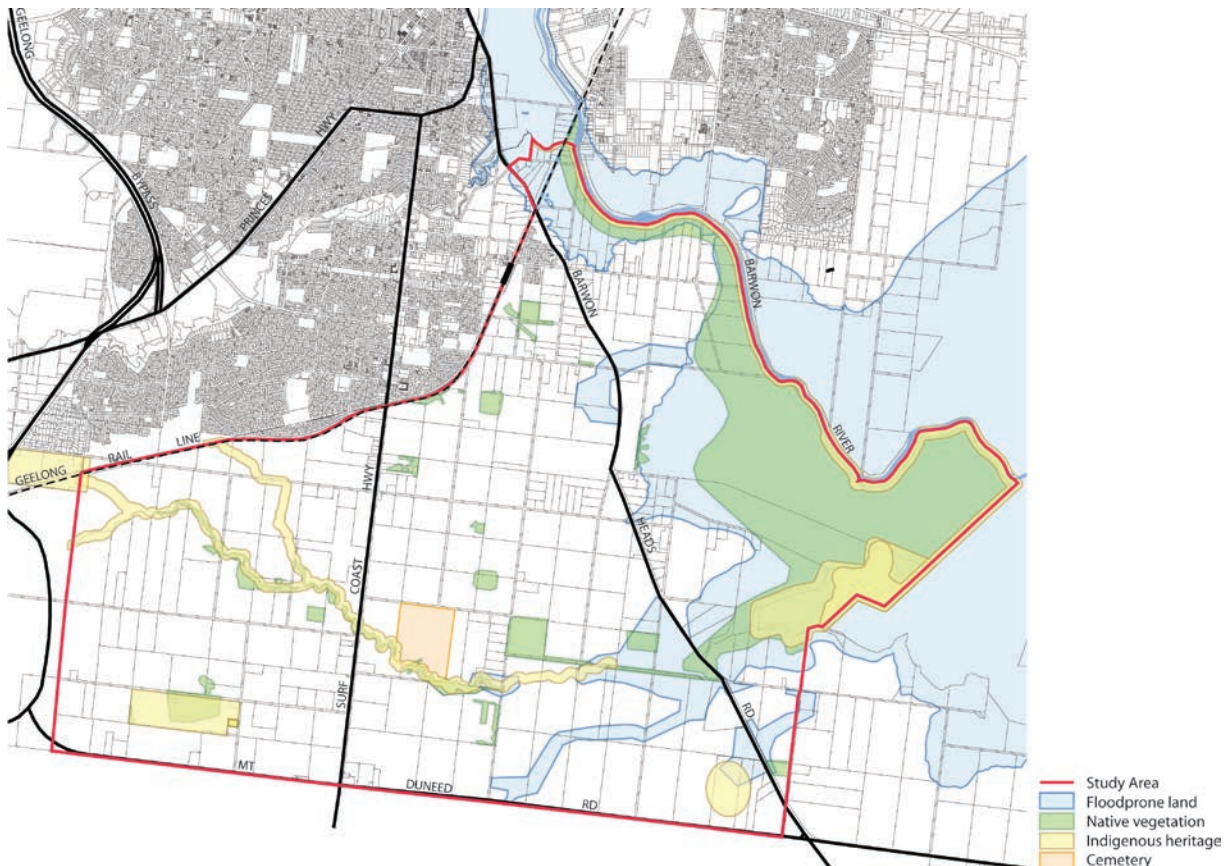 GEELONG
BYPASS
PRINCES
HWY
BARWON
BARWON
RIVER
GEELONG
RAIL
LINE
HWY
HEADS
COAST
SURF
RD
MT
DUNEED
RD
Study Area
Floodprone land
Native vegetation
Indigenous heritage
Cemetery